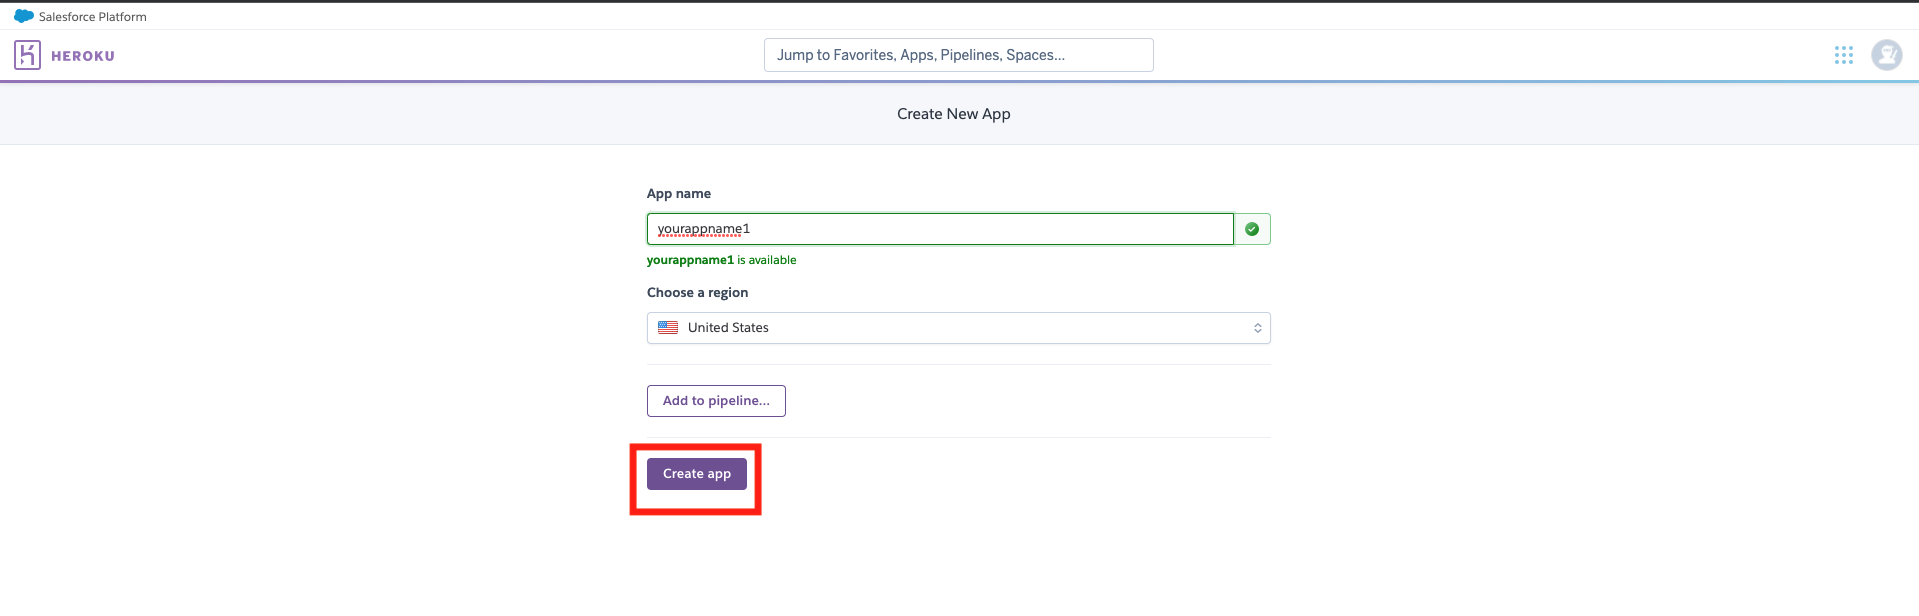 Salesforce Platform
HEROKU
Jump to Favorites, Apps, Pipelines, Spaces...
Create New App
App name
yourappname1
yourappname1 is available
Choose a region
United States
Add to pipeline...
Create app